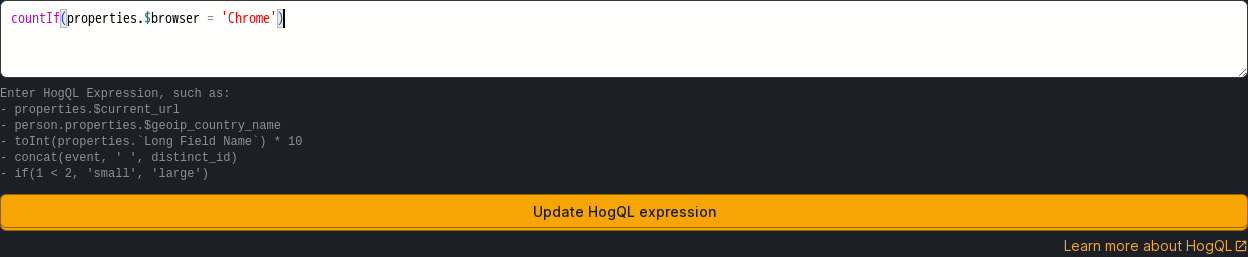 countIf(properties.$browser = 'Chrome')
Enter HogQL Expression, such as:
- properties.$current_url
- person.properties.$geoip_country_name
- toInt(properties.`Long Field Name`) * 10
- concat(event, ' ', distinct_id)
- if(1 < 2, 'small', 'large')
Update HogQL expression
Learn more about HogQL